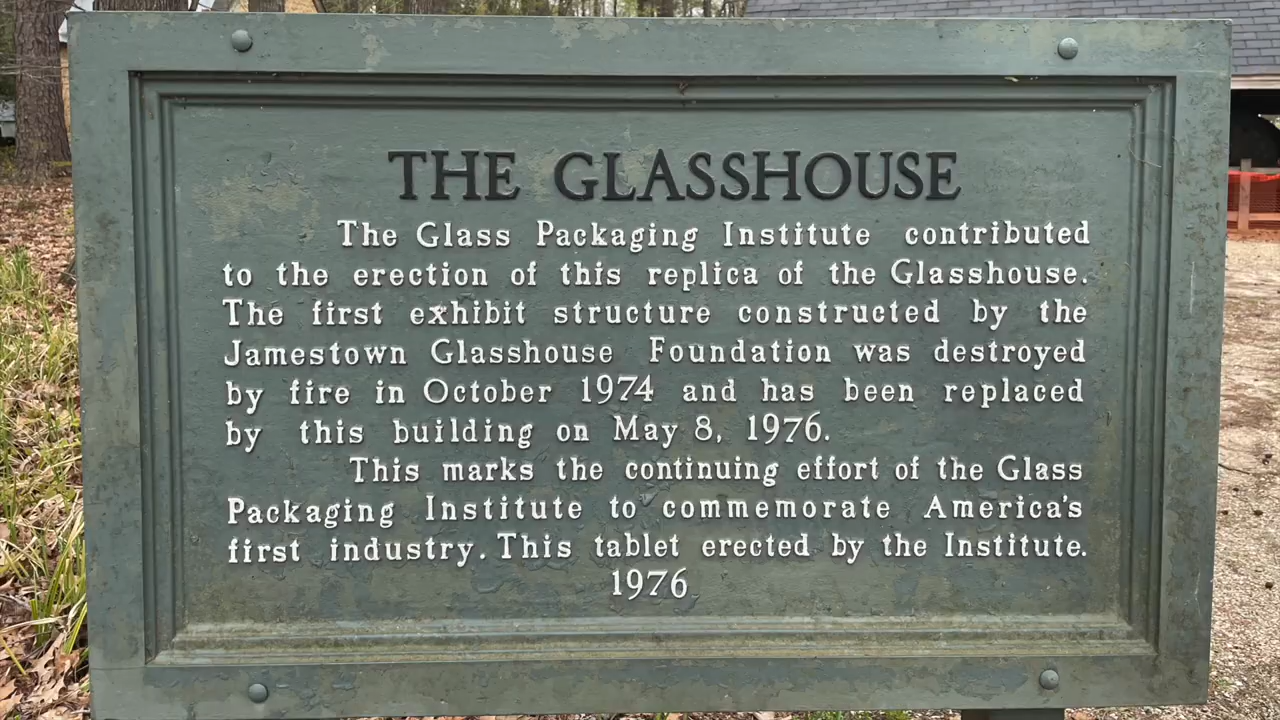 THE GLASSHOUSE
The Glass Packaging Institute contributed
to the erection of this replica of the Glasshouse.
The first exhibit structure constructed by the
Jamestown Glasshouse Foundation was destroyed
by fire in October 1974 and has been replaced
by this building on May 8, 1976.
This marks the continuing effort of the Glass
Packaging Institute to commemorate America's
first industry. This tablet erected by the Institute.
1976